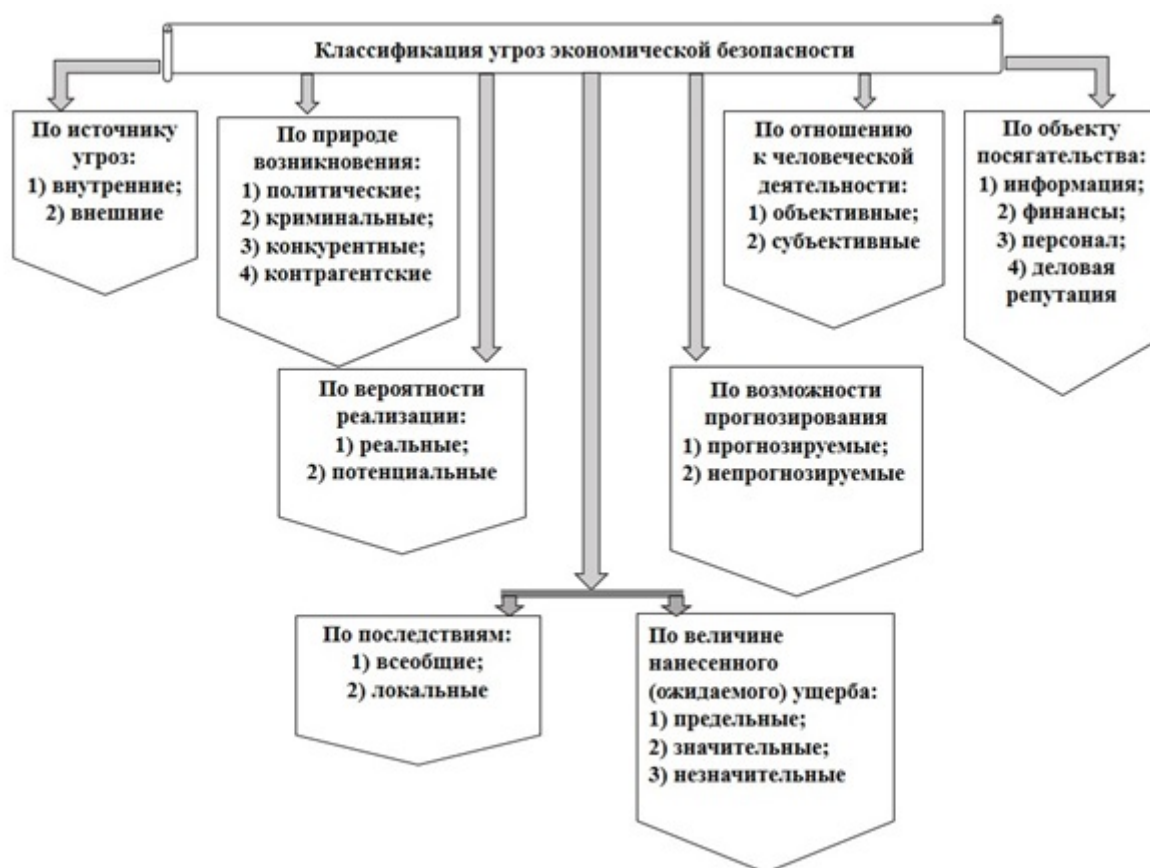 Классификация угроз экономической безопасности
По источнику
угроз:
1) внутренние;
2) внешние
По природе
возникновения:
1) политические;
2) криминальные;
3) конкурентные;
4) контрагентские
По отношению
к человеческой
деятельности:
1) объективные;
2) субъективные
По объекту
посягательства:
1) информация;
2) финансы;
3) персонал;
4) деловая
репутация
По вероятности
реализации:
1) реальные;
2) потенциальные
По возможности
прогнозирования
1) прогнозируемые;
2) непрогнозируемые
По последствиям:
1) всеобщие;
2) локальные
По величине
нанесенного
(ожидаемого) ущерба:
1) предельные;
2) значительные;
3) незначительные